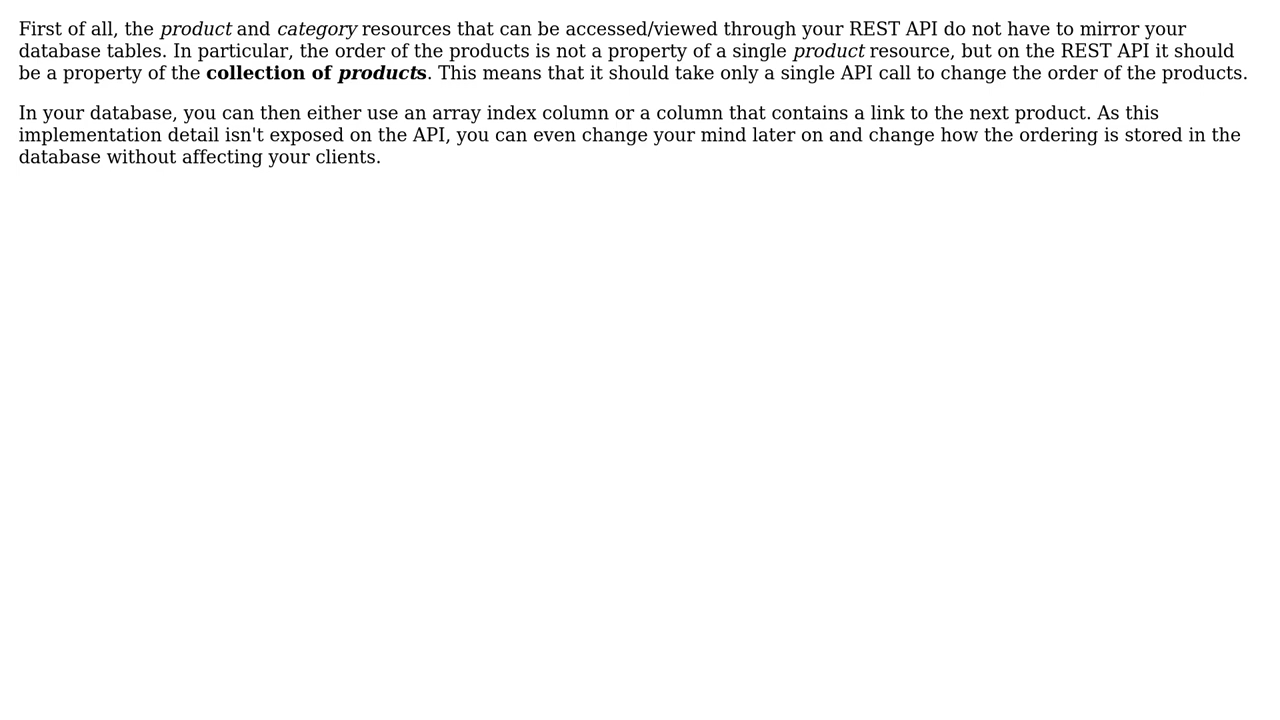 First of all, the product and category resources that can be accessed/viewed through your REST API do not have to mirror your
database tables. In particular, the order of the products is not a property of a single product resource, but on the REST API it should
be a property of the collection of products. This means that it should take only a single API call to change the order of the products.
In your database, you can then either use an array index column or a column that contains a link to the next product. As this
implementation detail isn't exposed on the API, you can even change your mind later on and change how the ordering is stored in the
database without affecting your clients.